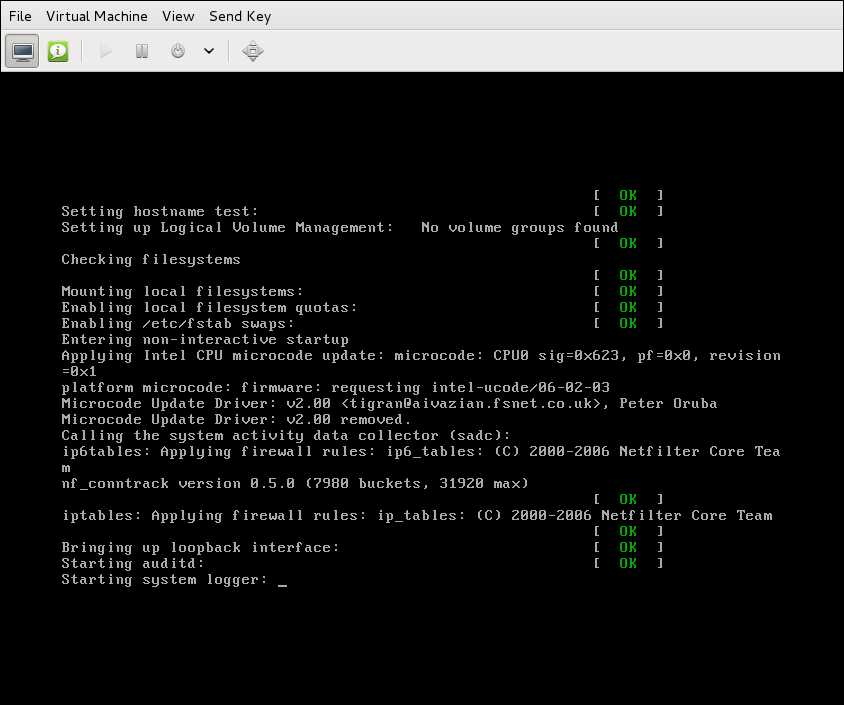 File Virtual Machine View Send Key
[ OK ]
Setting hostname test: [ OK ]
Setting up Logical Volume Management: No volume groups found
[ OK ]
Checking filesystems
[ OK ]
Mounting local filesystems: [ OK ]
Enabling local filesystem quotas: [ OK ]
Enabling /etc/fstab swaps: [ OK ]
Entering non-interactive startup
Applying Intel CPU microcode update: microcode: CPU0 sig=0x623, pf=0x0, revision
=0x1
platform microcode: firmware: requesting intel-ucode/06-02-03
Microcode Update Driver: v2.00 <tigran@aivazian.fsnet.co.uk>, Peter Oruba
Microcode Update Driver: v2.00 removed.
Calling the system activity data collector (sadc):
ip6tables: Applying firewall rules: ip6_tables: (C) 2000-2006 Netfilter Core Tea
m
nf_conntrack version 0.5.0 (7980 buckets, 31920 max)
[ OK ]
iptables: Applying firewall rules: ip_tables: (C) 2000-2006 Netfilter Core Team
[ OK ]
Bringing up loopback interface: [ OK ]
Starting auditd: [ OK ]
Starting system logger: _